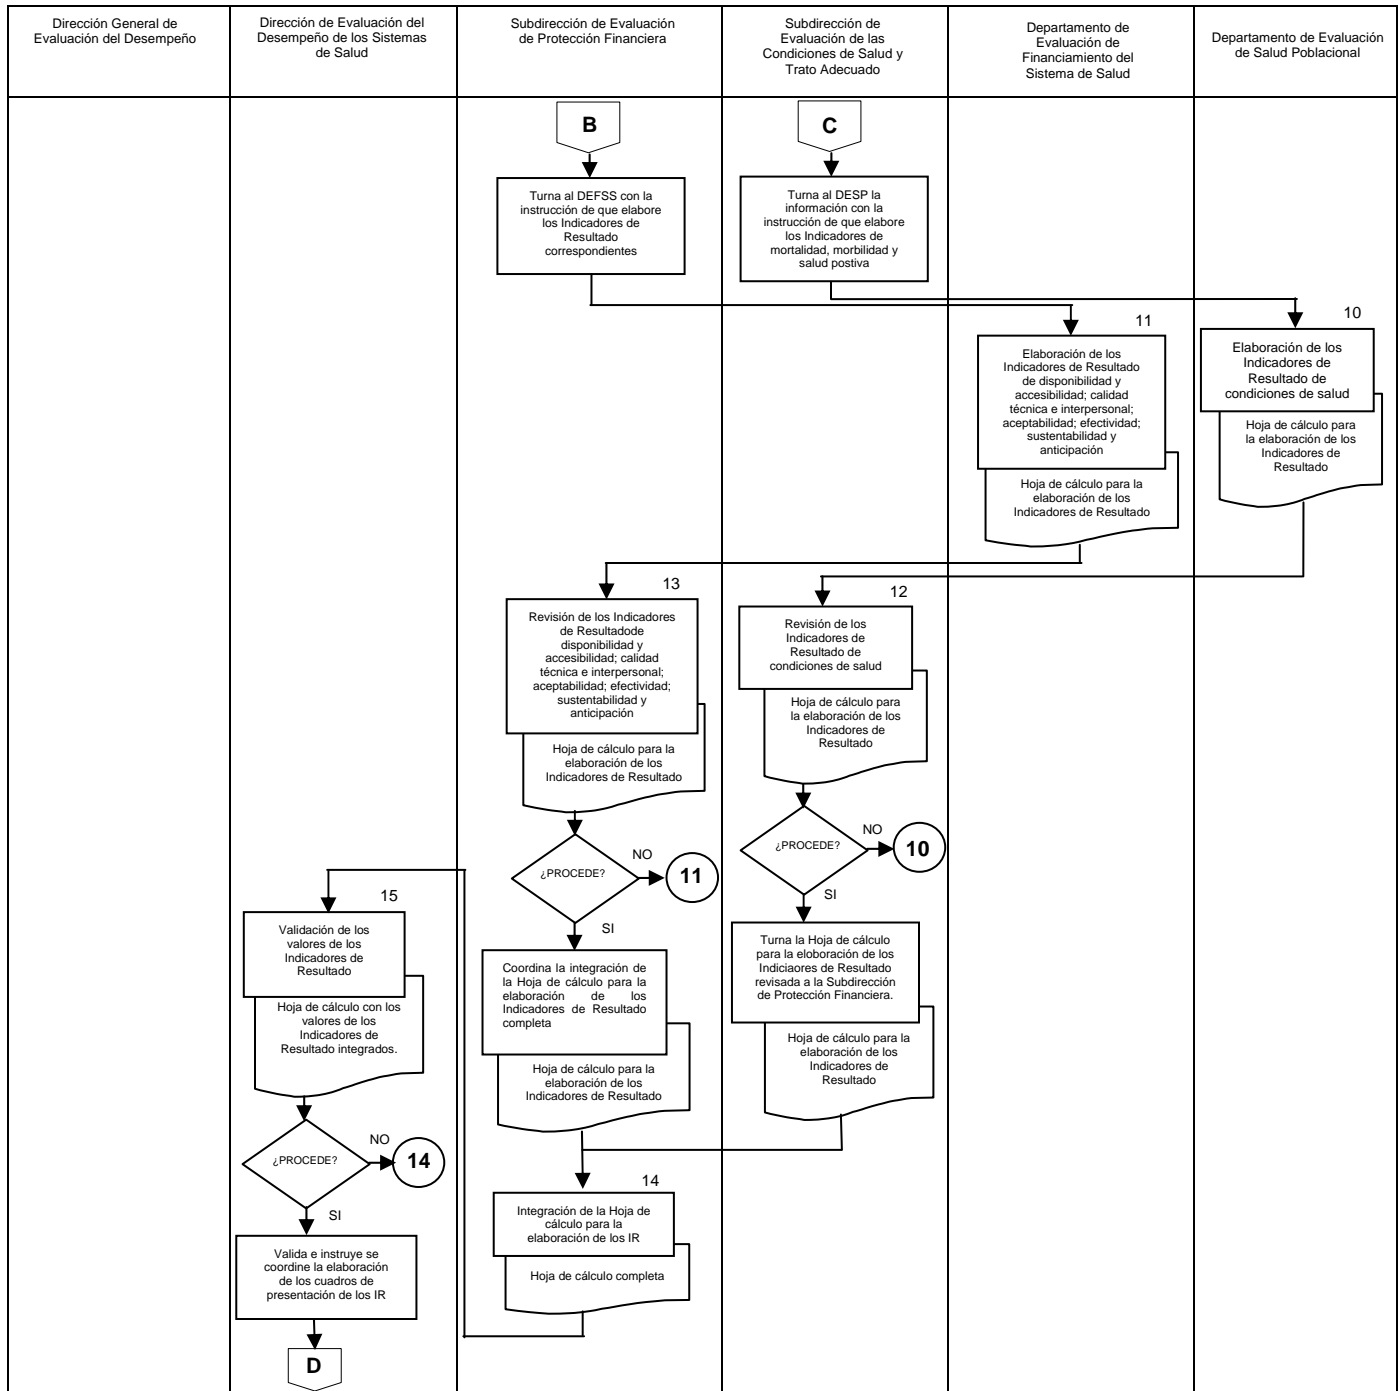 Dirección General de
Evaluación del Desempeño
Dirección de Evaluación del
Desempeño de los Sistemas
de Salud
Subdirección de Evaluación
de Protección Financiera
Subdirección de
Evaluación de las
Condiciones de Salud y
Trato Adecuado
Departamento de
Evaluación de
Financiamiento del
Sistema de Salud
Departamento de Evaluación
de Salud Poblacional
B
C
Turna al DEFSS con la
instrucción de que elabore
los Indicadores de
Resultado
correspondientes
Turna al DESP la
información con la
instrucción de que elabore
los Indicadores de
mortalidad, morbilidad y
salud postiva
11
Elaboración de los
Indicadores de Resultado
de disponibilidad y
accesibilidad; calidad
técnica e interpersonal;
aceptabilidad; efectividad;
sustentabilidad y
anticipación
Hoja de cálculo para la
elaboración de los
Indicadores de Resultado
10
Elaboración de los
Indicadores de
Resultado de
condiciones de salud
Hoja de cálculo para
la elaboración de los
Indicadores de
Resultado
13
Revisión de los Indicadores
de Resultadode
disponibilidad y
accesibilidad; calidad
técnica e interpersonal;
aceptabilidad; efectividad;
sustentabilidad y
anticipación
Hoja de cálculo para la
elaboración de los
Indicadores de Resultado
12
Revisión de los
Indicadores de
Resultado de
condiciones de salud
Hoja de cálculo para
la elaboración de los
Indicadores de
Resultado
¿PROCEDE?
NO
11
SI
¿PROCEDE?
NO
10
SI
15
Validación de los
valores de los
Indicadores de
Resultado
Hoja de cálculo con los
valores de los
Indicadores de
Resultado integrados.
Coordina la integración de
la Hoja de cálculo para la
elaboración de los
Indicadores de Resultado
completa
Hoja de cálculo para la
elaboración de los
Indicadores de Resultado
Turna la Hoja de cálculo
para la eloboración de los
Indiciaores de Resultado
revisada a la Subdirección
de Protección Financiera.
Hoja de cálculo para la
elaboración de los
Indicadores de
Resultado
¿PROCEDE?
NO
14
SI
14
Integración de la Hoja de
cálculo para la
elaboración de los IR
Hoja de cálculo completa
Valida e instruye se
coordine la elaboración
de los cuadros de
presentación de los IR
D